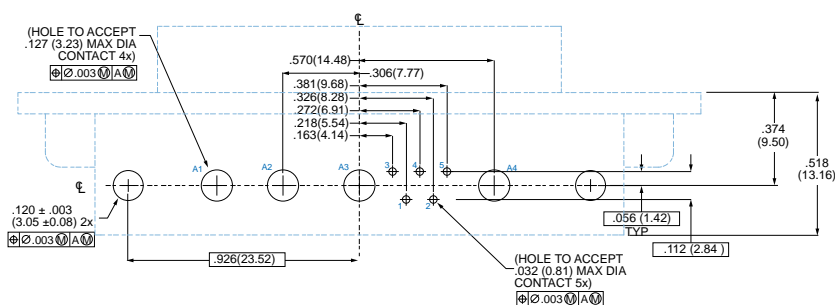 ℄
(HOLE TO ACCEPT
.127 (3.23) MAX DIA
CONTACT 4x)
⌖ Ø.003 Ⓜ A Ⓜ
.570(14.48)
.306(7.77)
.381(9.68)
.326(8.28)
.272(6.91)
.218(5.54)
.163(4.14)
.374
(9.50)
.518
(13.16)
A1 A2 A3 3 4 5 A4
℄
1 2
.120 ± .003
(3.05 ±0.08) 2x
⌖ Ø.003 Ⓜ A Ⓜ
.056 (1.42)
TYP
.112 (2.84 )
.926(23.52)
(HOLE TO ACCEPT
.032 (0.81) MAX DIA
CONTACT 5x)
⌖ Ø.003 Ⓜ A Ⓜ